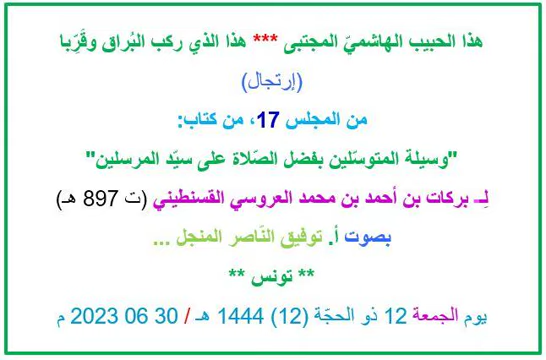 هذا الحبيب الهاشميّ المجتبى *** هذا الذي ركب البُراق وقَرِّبا
(إرتجال)
من المجلس 17، من كتاب:
"وسيلة المتوسّلين بفضل الصّلاة على سيّد المرسلين"
لِـ بركات بن أحمد بن محمد العروسي القسنطيني (ت 897 هـ)
بصوت أ. توفيق النّاصر المنجل ...
** تونس **
يوم الجمعة 12 ذو الحجّة (12) 1444 هـ / 30 06 2023 م